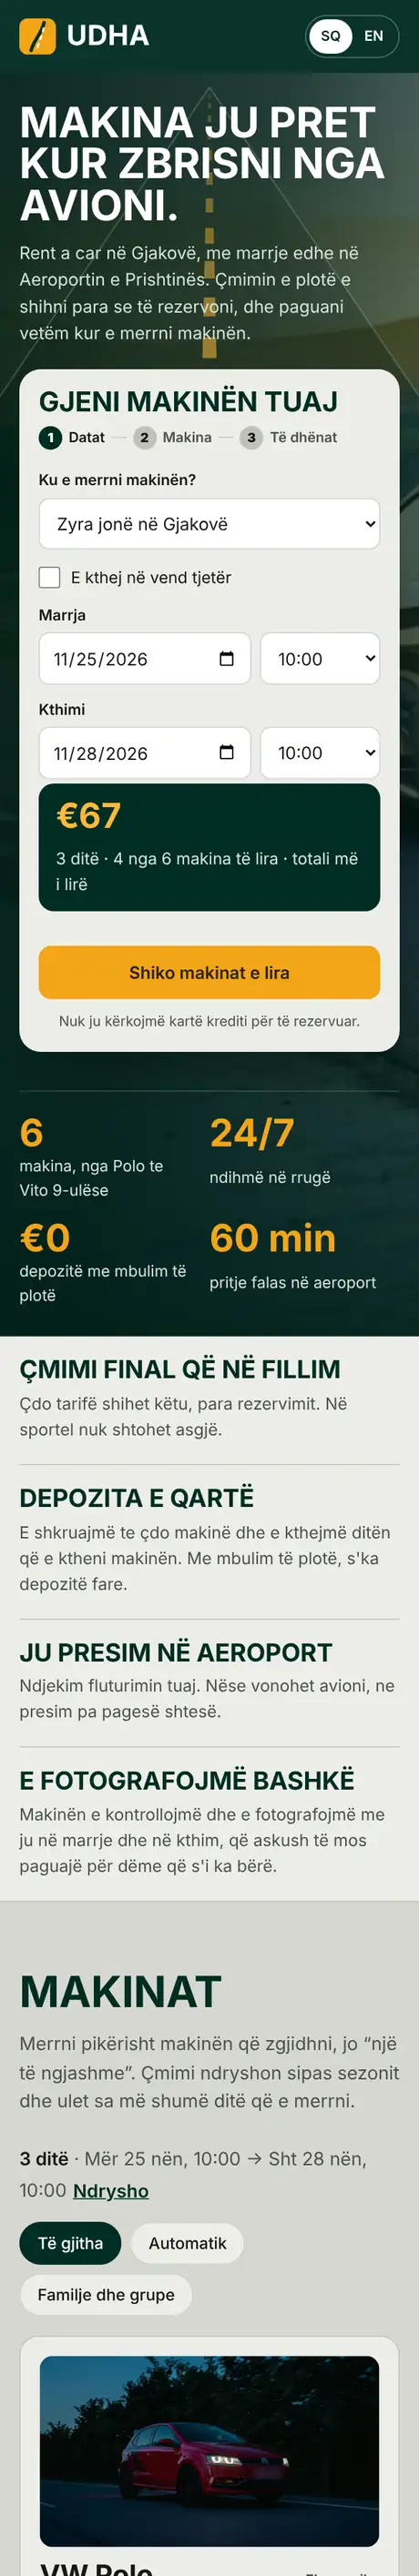 UDHA
SQ EN
MAKINA JU PRET
KUR ZBRISNI NGA
AVIONI.
Rent a car në Gjakovë, me marrje edhe në
Aeroportin e Prishtinës. Çmimin e plotë e
shihni para se të rezervoni, dhe paguani
vetëm kur e merrni makinën.
GJENI MAKINËN TUAJ
1 Datat 2 Makina 3 Të dhënat
Ku e merrni makinën?
Zyra jonë në Gjakovë
E kthej në vend tjetër
Marrja
11/25/2026 10:00
Kthimi
11/28/2026 10:00
€67
3 ditë · 4 nga 6 makina të lira · totali më
i lirë
Shiko makinat e lira
Nuk ju kërkojmë kartë krediti për të rezervuar.
6 24/7
makina, nga Polo te
Vito 9-ulëse
ndihmë në rrugë
€0 60 min
depozitë me mbulim të
plotë
pritje falas në aeroport
ÇMIMI FINAL QË NË FILLIM
Çdo tarifë shihet këtu, para rezervimit. Në
sportel nuk shtohet asgjë.
DEPOZITA E QARTË
E shkruajmë te çdo makinë dhe e kthejmë ditën
që e ktheni makinën. Me mbulim të plotë, s'ka
depozitë fare.
JU PRESIM NË AEROPORT
Ndjekim fluturimin tuaj. Nëse vonohet avioni, ne
presim pa pagesë shtesë.
E FOTOGRAFOJMË BASHKË
Makinën e kontrollojmë dhe e fotografojmë me
ju në marrje dhe në kthim, që askush të mos
paguajë për dëme që s'i ka bërë.
MAKINAT
Merrni pikërisht makinën që zgjidhni, jo “një
të ngjashme”. Çmimi ndryshon sipas sezonit
dhe ulet sa më shumë ditë që e merrni.
3 ditë · Mër 25 nën, 10:00 → Sht 28 nën,
10:00 Ndrysho
Të gjitha Automatik
Familje dhe grupe
VW Polo